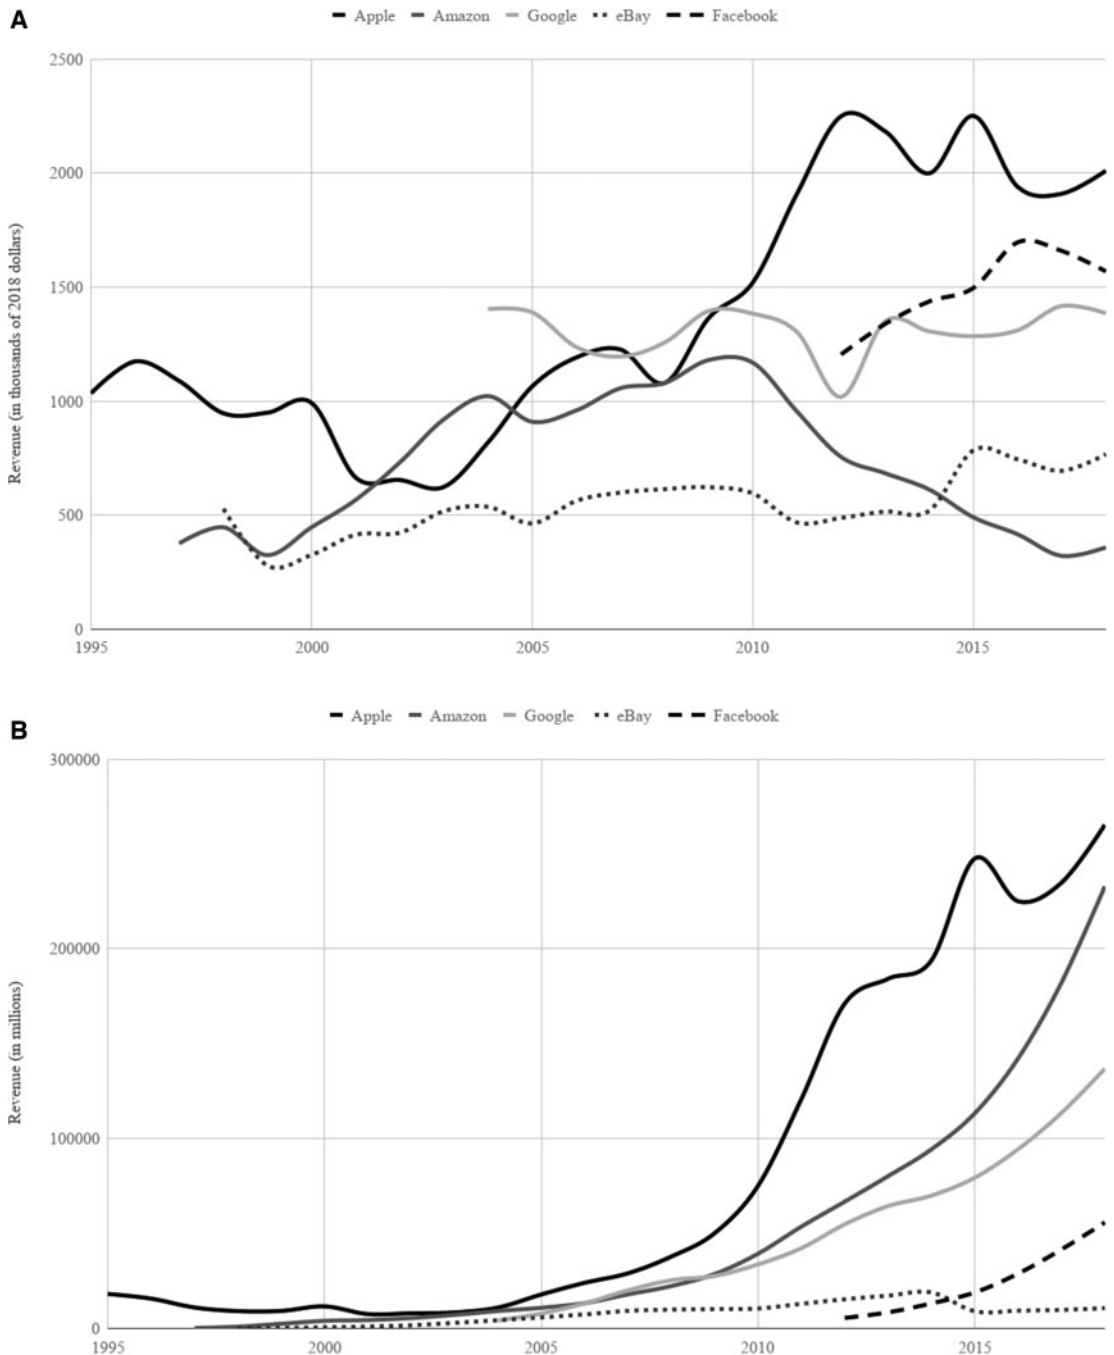 A
Apple Amazon Google eBay Facebook
2500
2000
1500
1000
500
0
Revenue (in thousands of 2018 dollars)
1995 2000 2005 2010 2015
B
Apple Amazon Google eBay Facebook
300000
200000
100000
0
Revenue (in millions)
1995 2000 2005 2010 2015